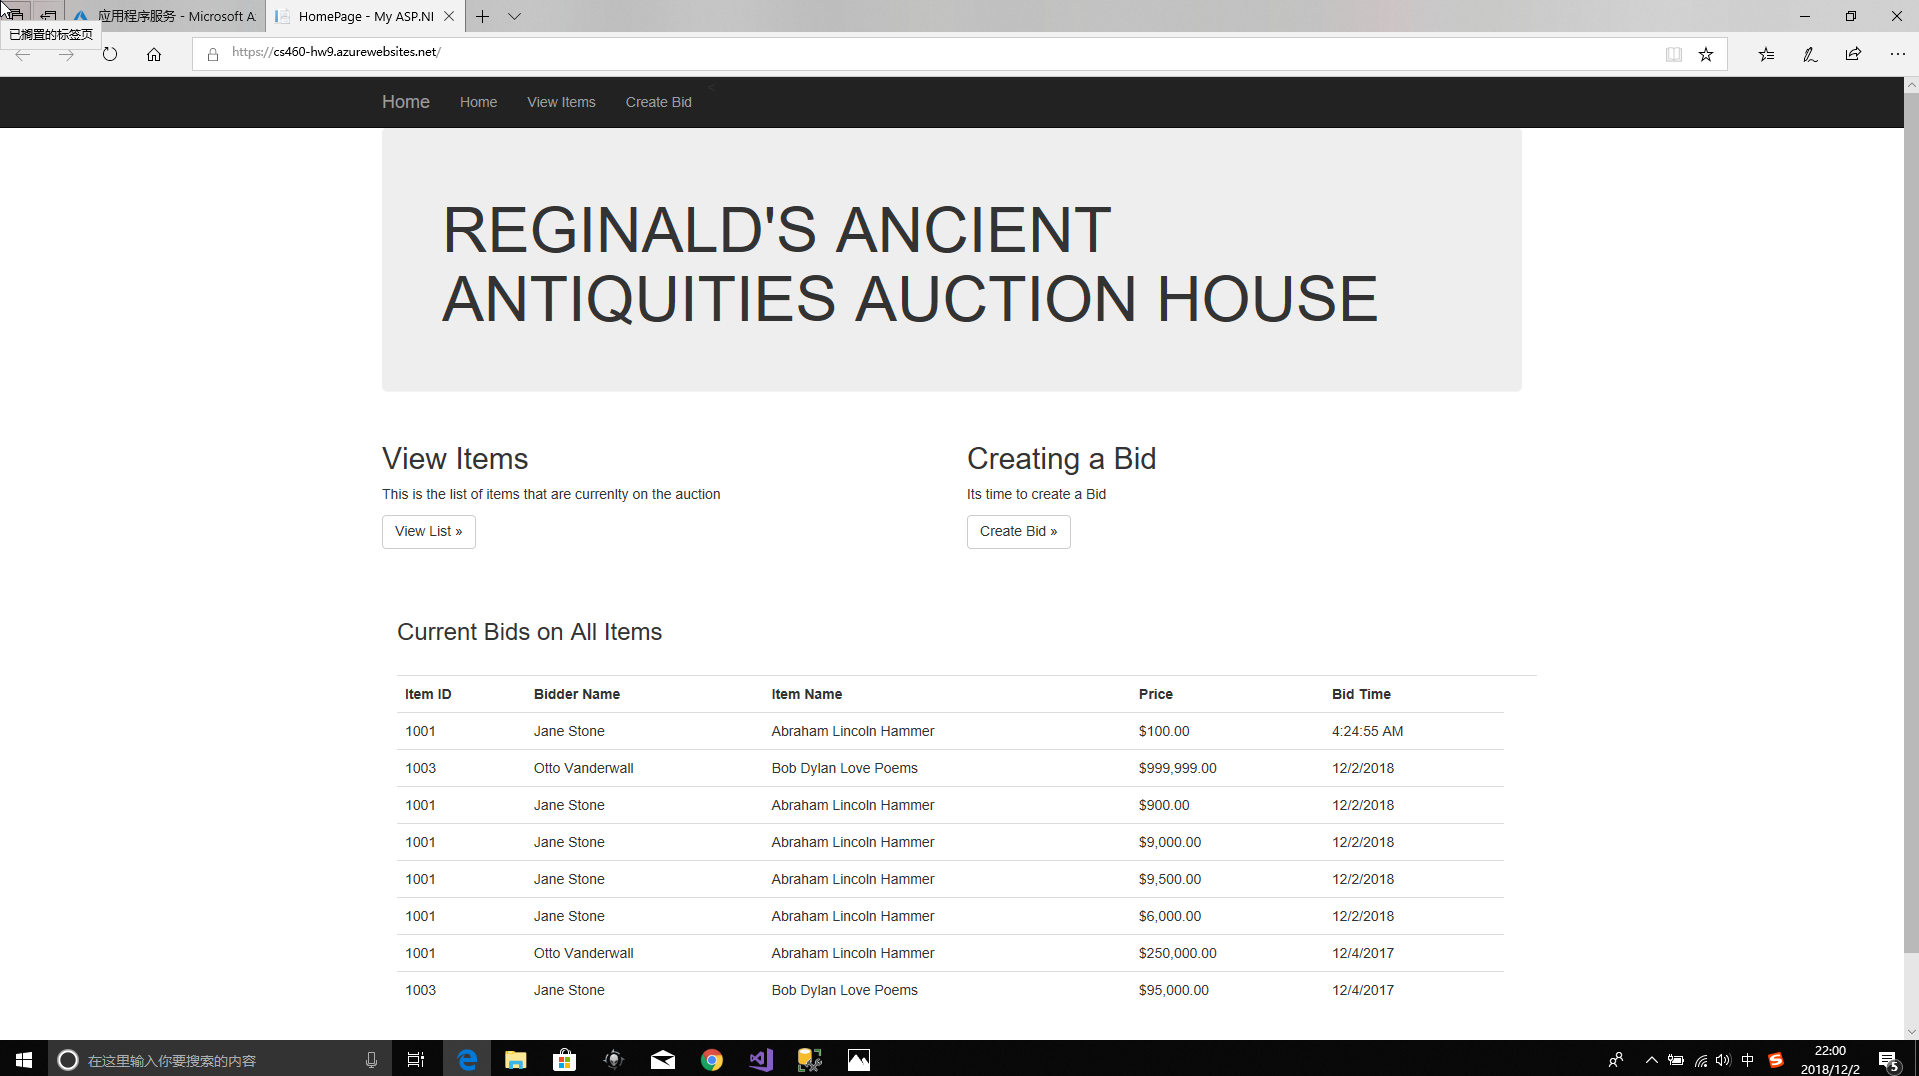 应用程序服务 - Microsoft A
HomePage - My ASP.NI
已搁置的标签页
https://cs460-hw9.azurewebsites.net/
Home
Home
View Items
Create Bid
<
REGINALD'S ANCIENT
ANTIQUITIES AUCTION HOUSE
View Items
This is the list of items that are currenlty on the auction
View List »
Creating a Bid
Its time to create a Bid
Create Bid »
Current Bids on All Items
Item ID Bidder Name Item Name Price Bid Time
1001 Jane Stone Abraham Lincoln Hammer $100.00 4:24:55 AM
1003 Otto Vanderwall Bob Dylan Love Poems $999,999.00 12/2/2018
1001 Jane Stone Abraham Lincoln Hammer $900.00 12/2/2018
1001 Jane Stone Abraham Lincoln Hammer $9,000.00 12/2/2018
1001 Jane Stone Abraham Lincoln Hammer $9,500.00 12/2/2018
1001 Jane Stone Abraham Lincoln Hammer $6,000.00 12/2/2018
1001 Otto Vanderwall Abraham Lincoln Hammer $250,000.00 12/4/2017
1003 Jane Stone Bob Dylan Love Poems $95,000.00 12/4/2017
在这里输入你要搜索的内容
中
22:00
2018/12/2
5